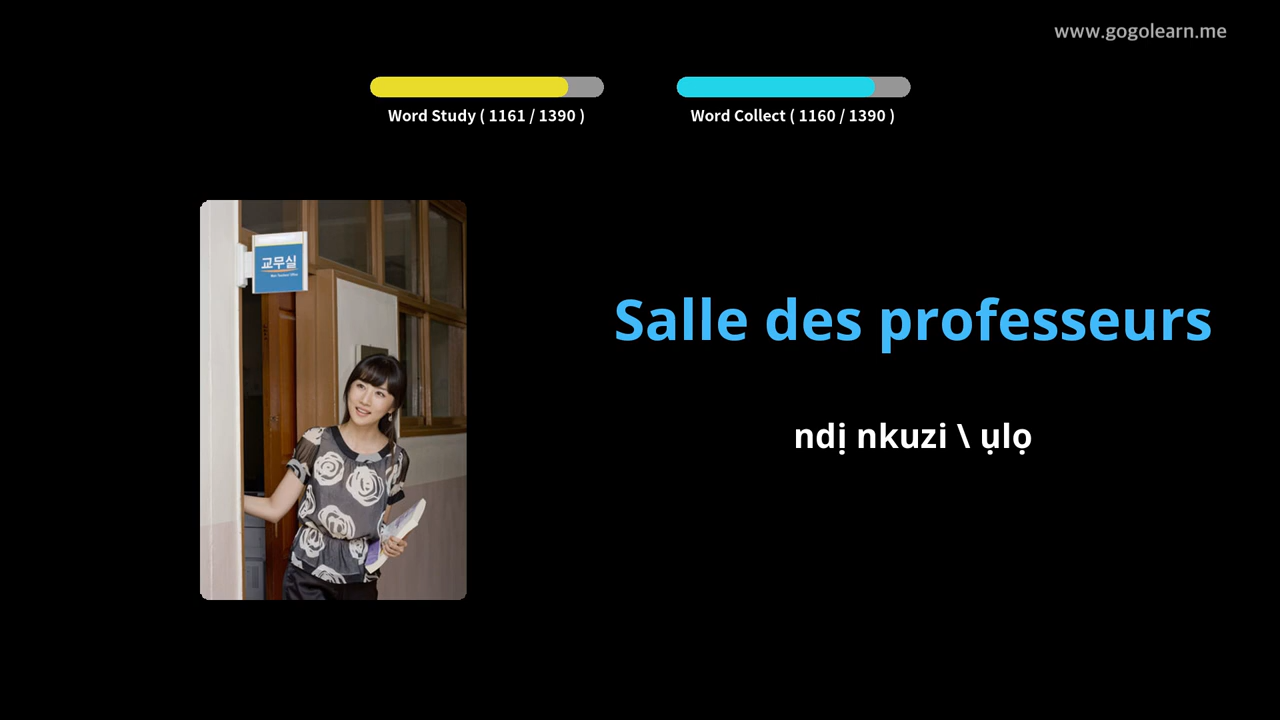 www.gogolearn.me
Word Study ( 1161 / 1390 )
Word Collect ( 1160 / 1390 )
교무실
Salle des professeurs
ndị nkuzi \ ụlọ